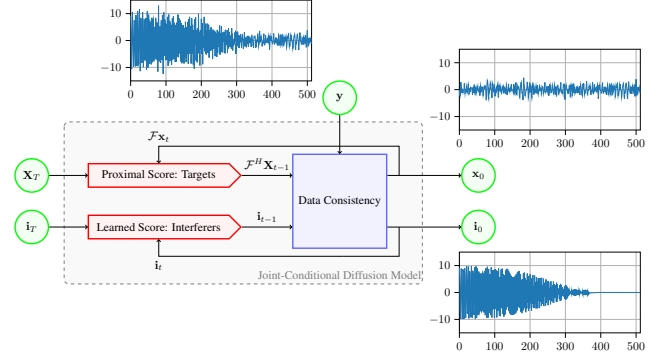 10
0
−10
0 100 200 300 400 500
y
10
0
−10
0 100 200 300 400 500
ℱx_t
X_T
Proximal Score: Targets
ℱ^H X_{t−1}
Data Consistency
x_0
i_T
Learned Score: Interferers
i_{t−1}
i_0
i_t
Joint-Conditional Diffusion Model
10
0
−10
0 100 200 300 400 500